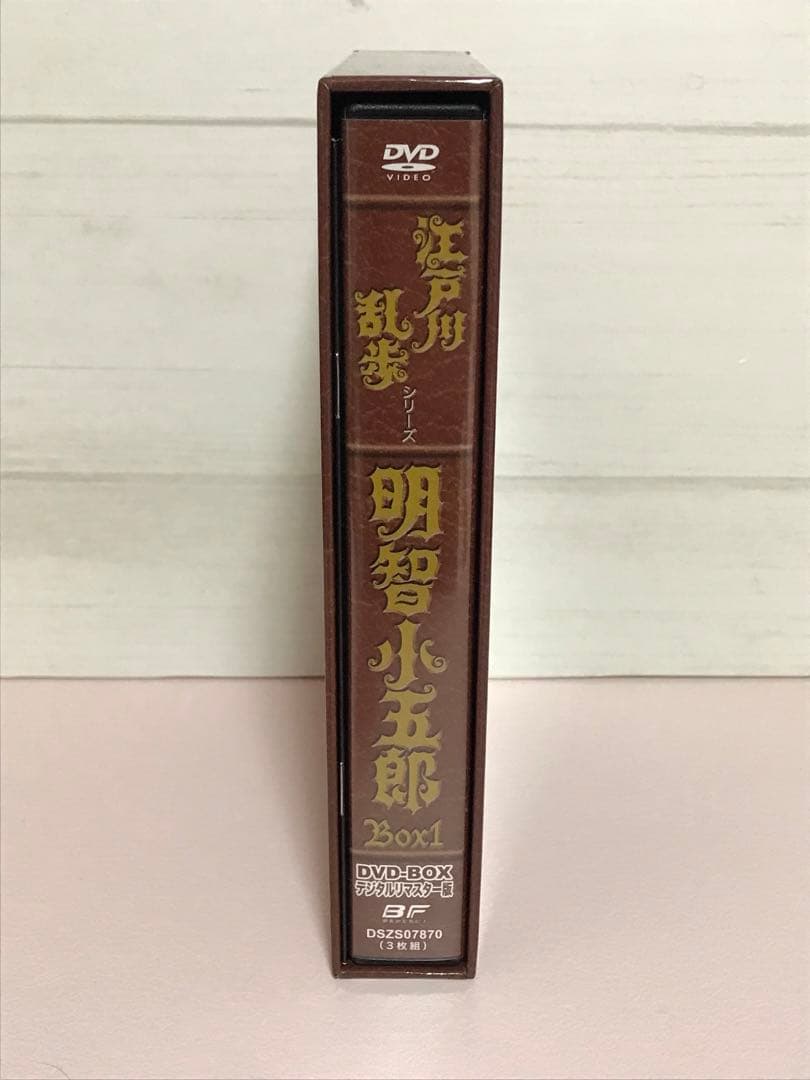 DVD
VIDEO
江戸川
乱歩
シリーズ
明智小五郎
Box1
DVD-BOX
デジタルリマスター版
BF
DSZS07870
(3枚組)